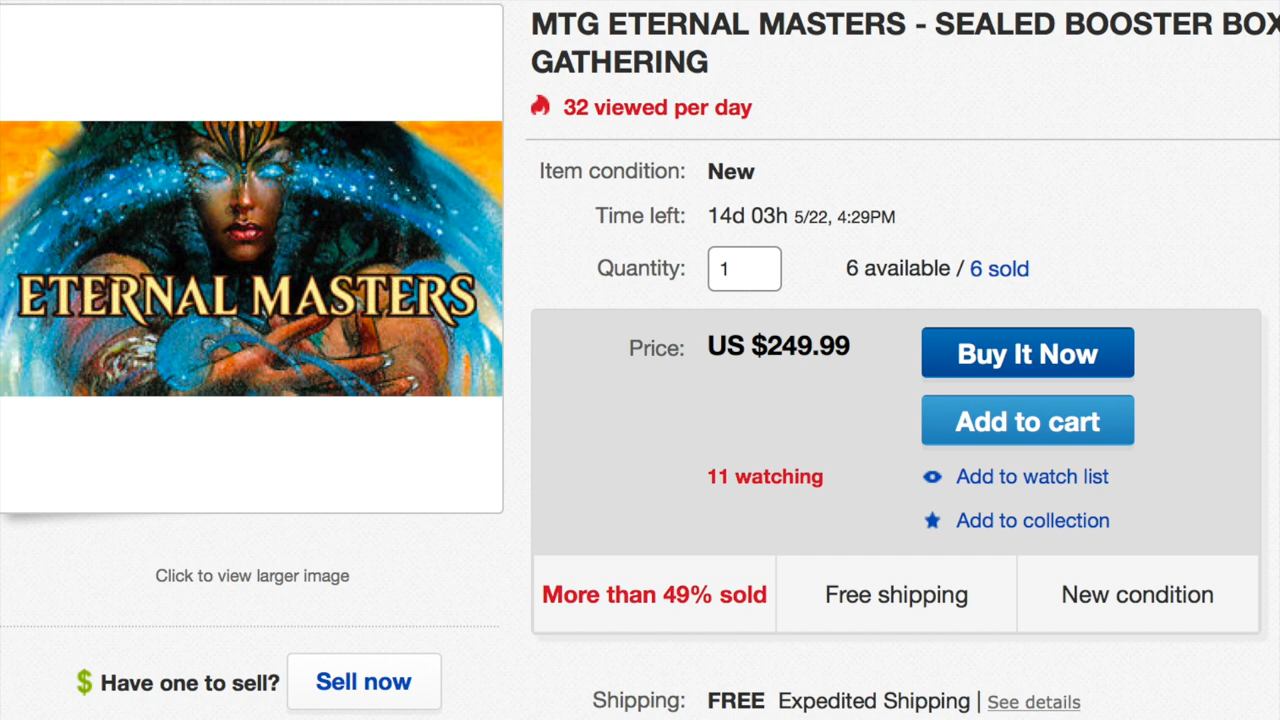 MTG ETERNAL MASTERS - SEALED BOOSTER BOX
GATHERING
32 viewed per day
ETERNAL MASTERS
Item condition: New
Time left: 14d 03h 5/22, 4:29PM
Quantity: 1 6 available / 6 sold
Price: US $249.99 Buy It Now
Add to cart
11 watching Add to watch list
Add to collection
Click to view larger image
More than 49% sold Free shipping New condition
$ Have one to sell? Sell now
Shipping: FREE Expedited Shipping | See details